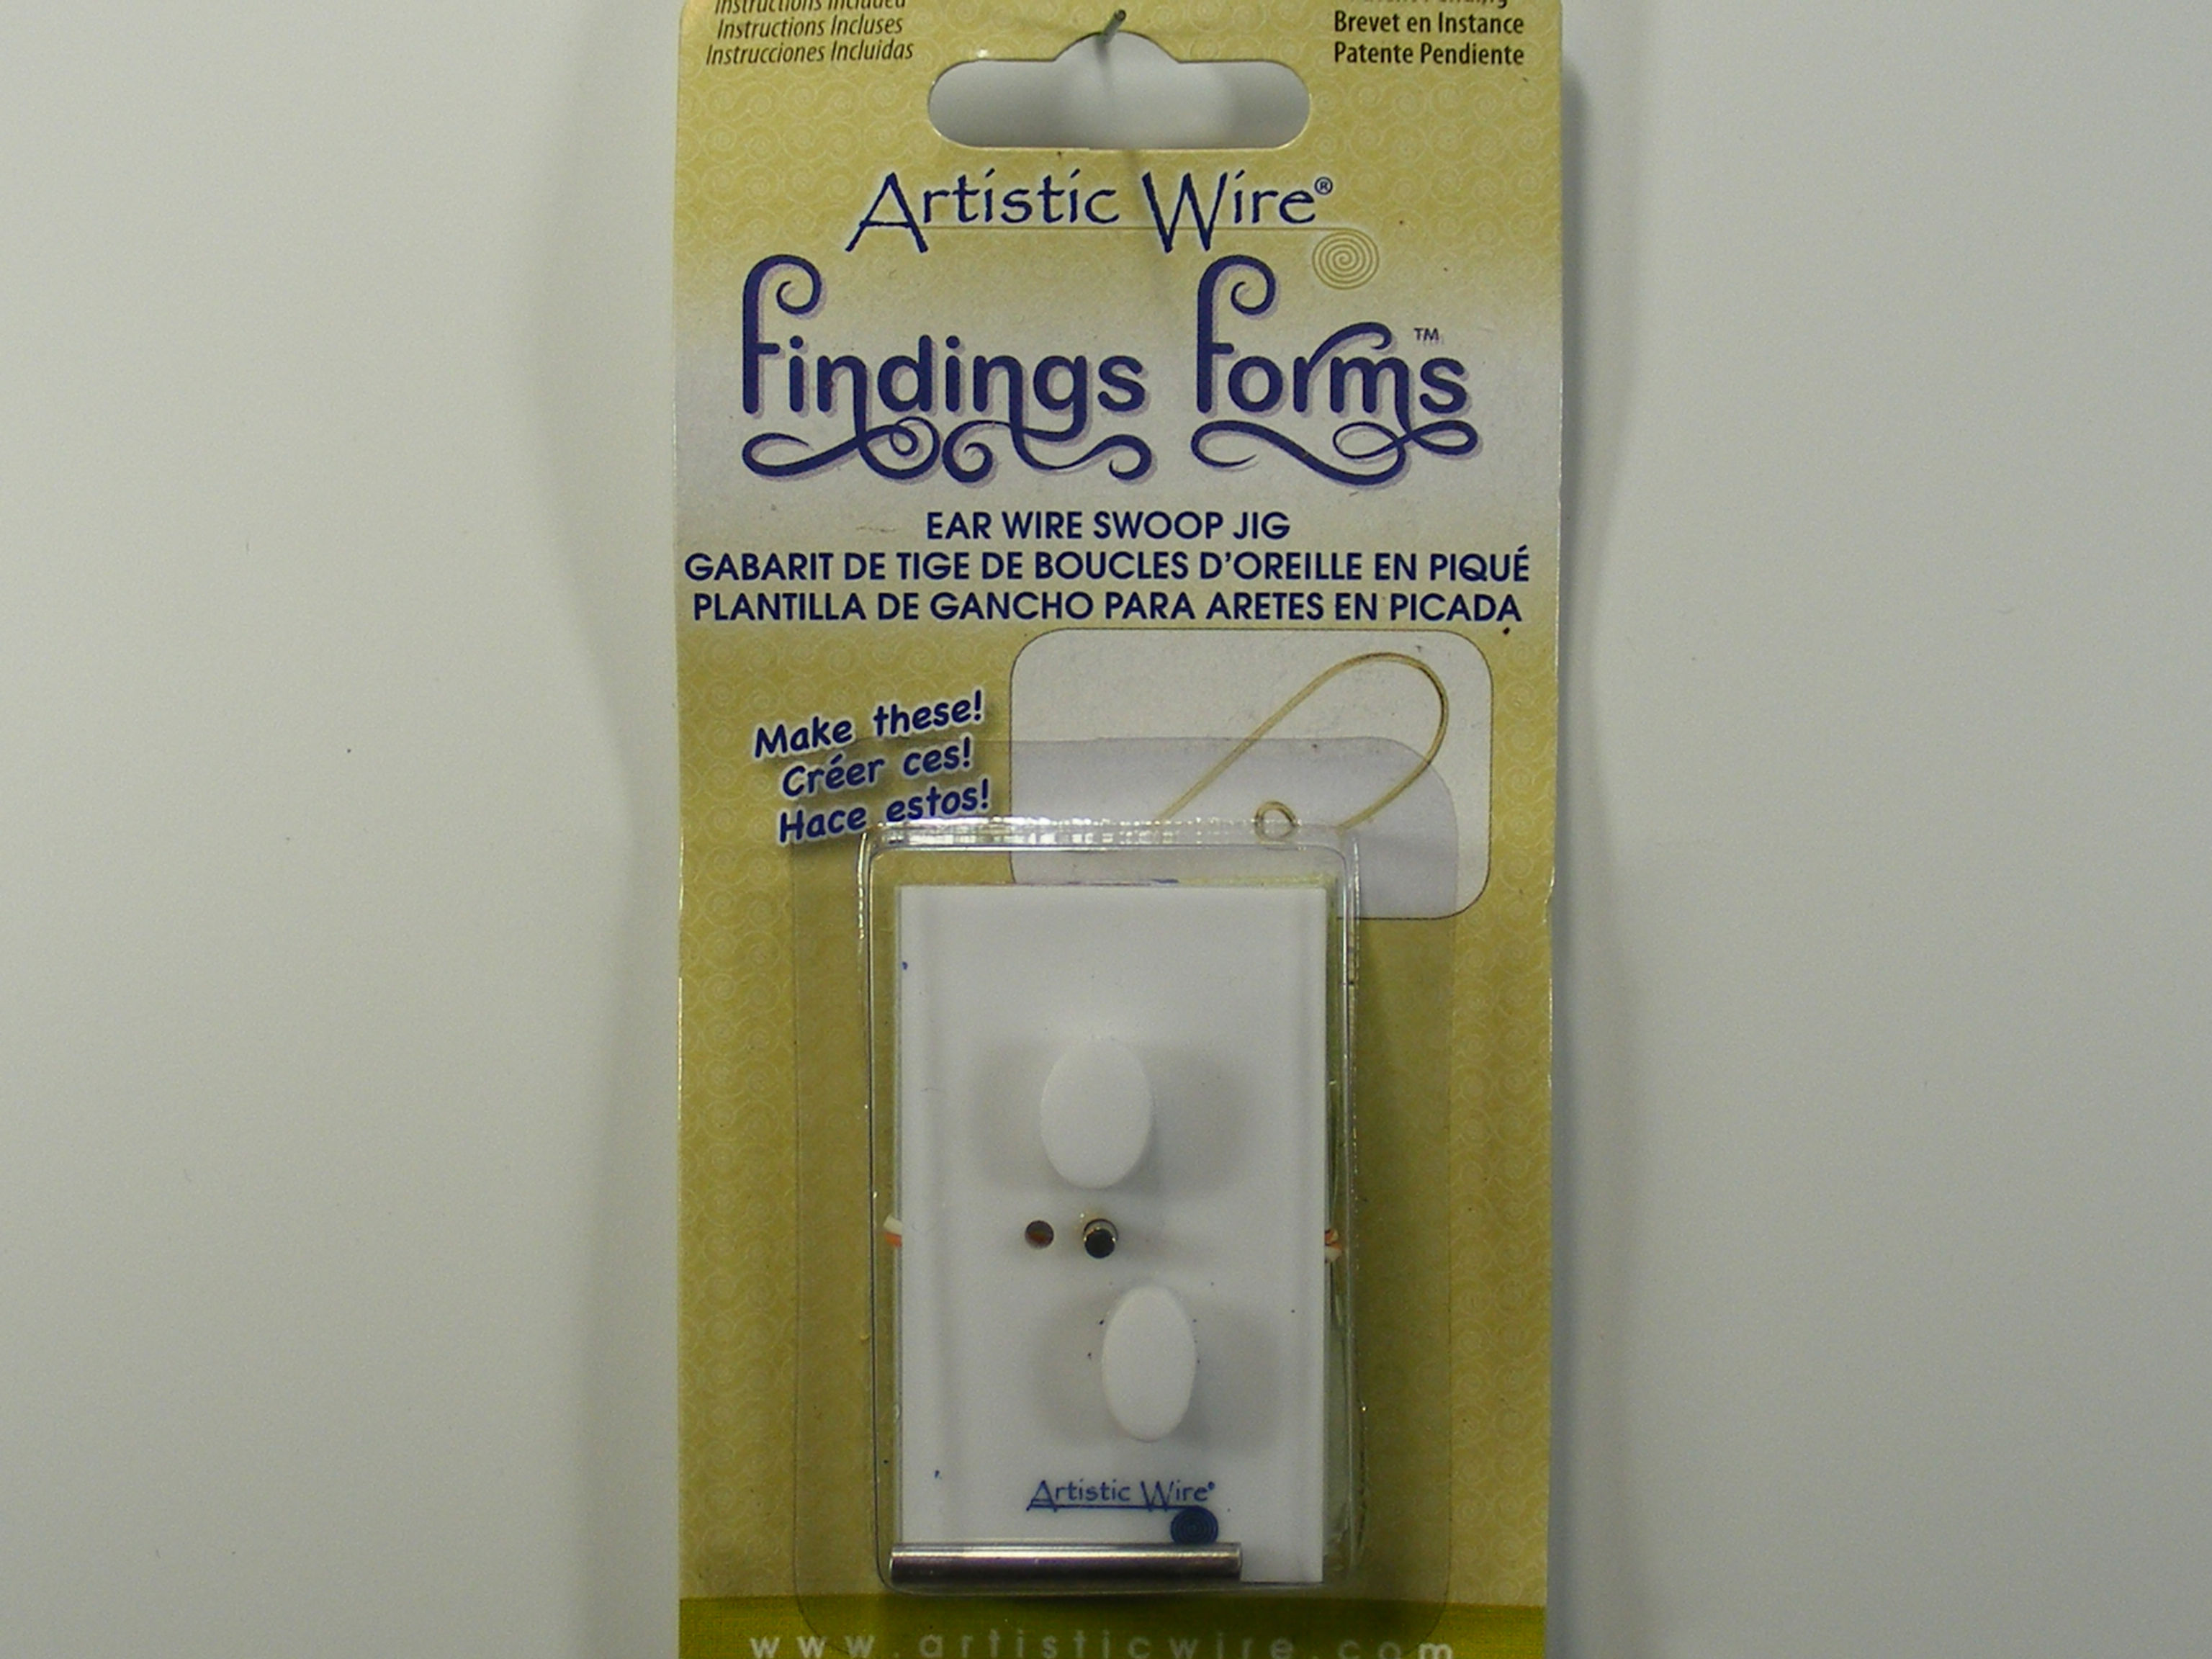 Instructions Included
Instructions Incluses
Instrucciones Incluidas
Brevet en Instance
Patente Pendiente
Artistic Wire®
Findings Forms™
EAR WIRE SWOOP JIG
GABARIT DE TIGE DE BOUCLES D'OREILLE EN PIQUÉ
PLANTILLA DE GANCHO PARA ARETES EN PICADA
Make these!
Créer ces!
Hace estos!
Artistic Wire®
www.artisticwire.com